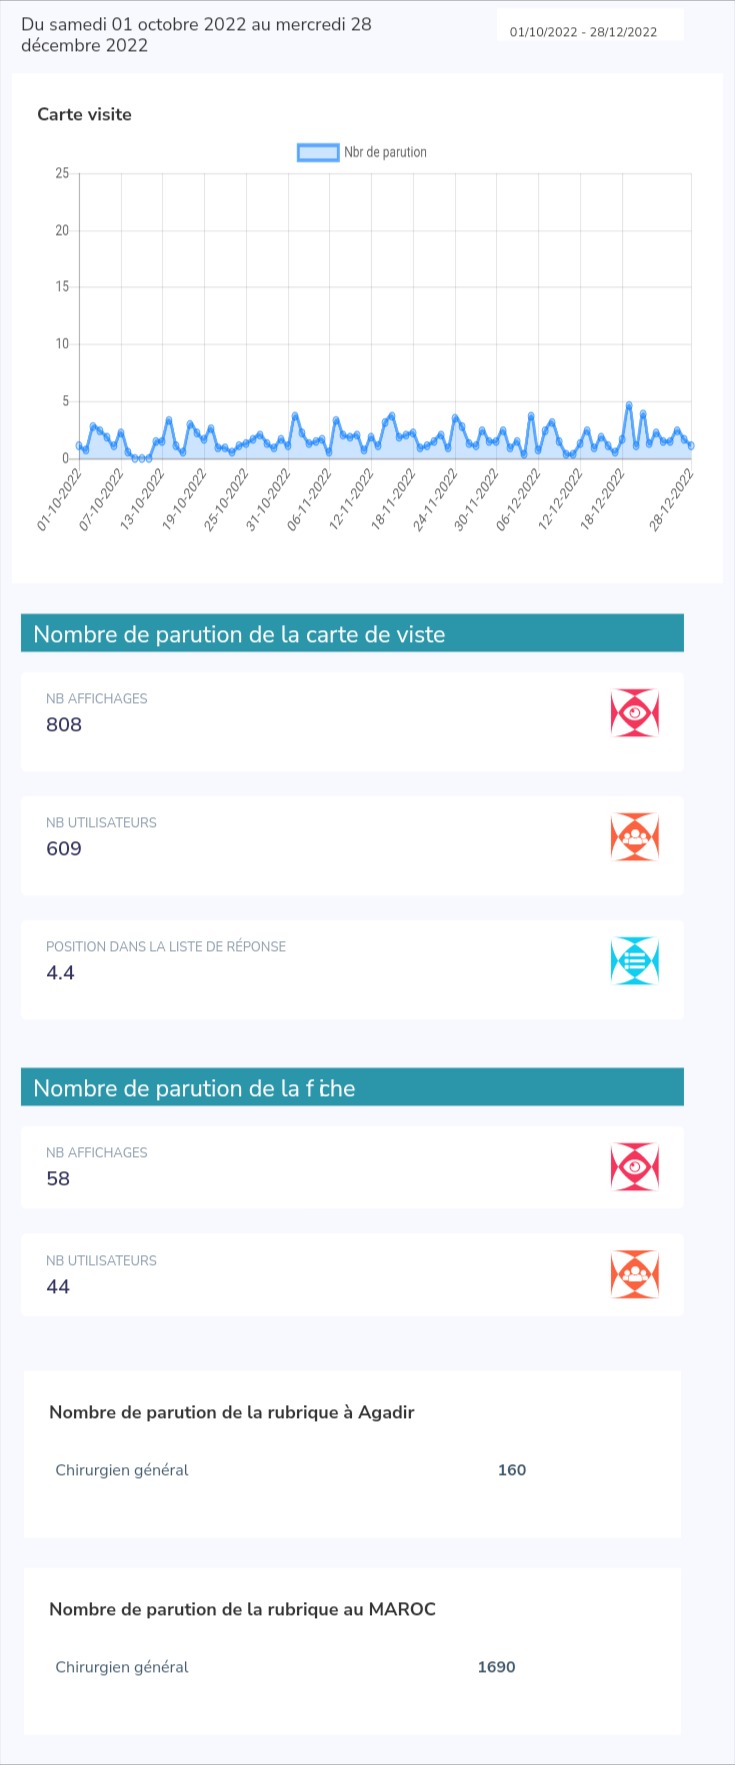 Du samedi 01 octobre 2022 au mercredi 28
décembre 2022
01/10/2022 - 28/12/2022
Carte visite
Nbr de parution
25
20
15
10
5
0
01-10-2022
07-10-2022
13-10-2022
19-10-2022
25-10-2022
31-10-2022
06-11-2022
12-11-2022
18-11-2022
24-11-2022
30-11-2022
06-12-2022
12-12-2022
18-12-2022
28-12-2022
Nombre de parution de la carte de viste
NB AFFICHAGES
808
NB UTILISATEURS
609
POSITION DANS LA LISTE DE RÉPONSE
4.4
Nombre de parution de la fiche
NB AFFICHAGES
58
NB UTILISATEURS
44
Nombre de parution de la rubrique à Agadir
Chirurgien général 160
Nombre de parution de la rubrique au MAROC
Chirurgien général 1690